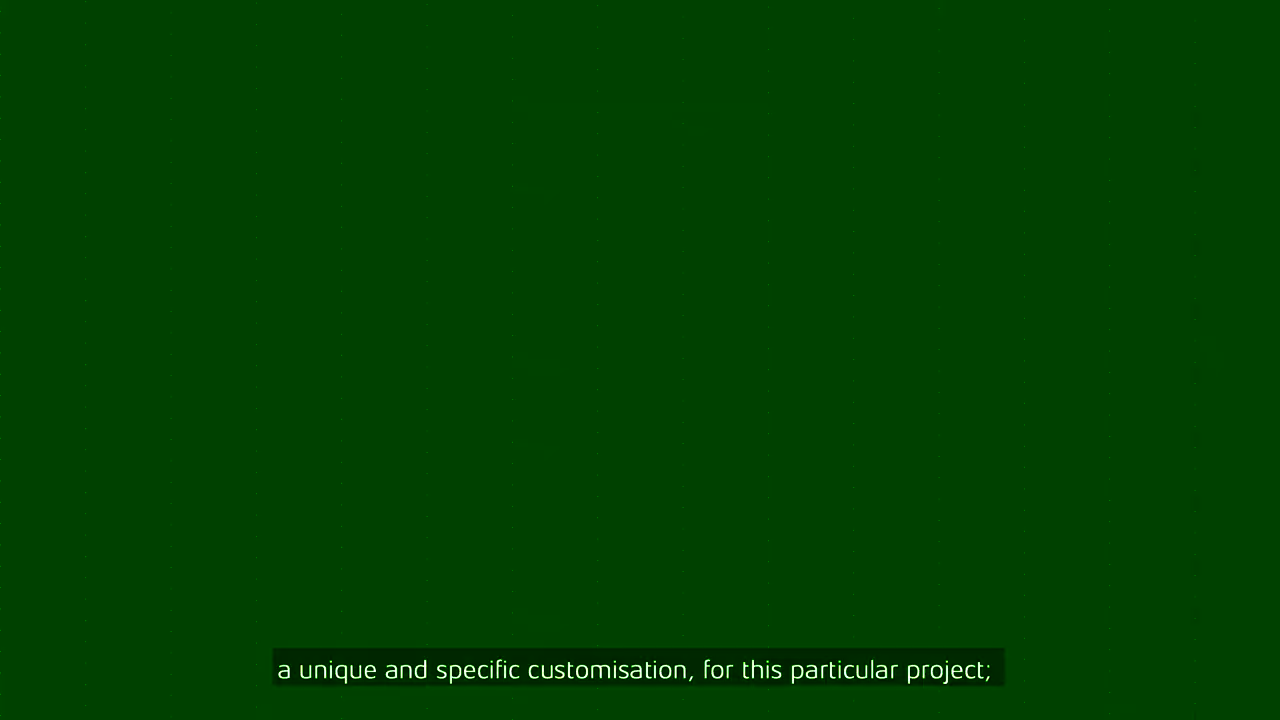 a unique and specific customisation, for this particular project;